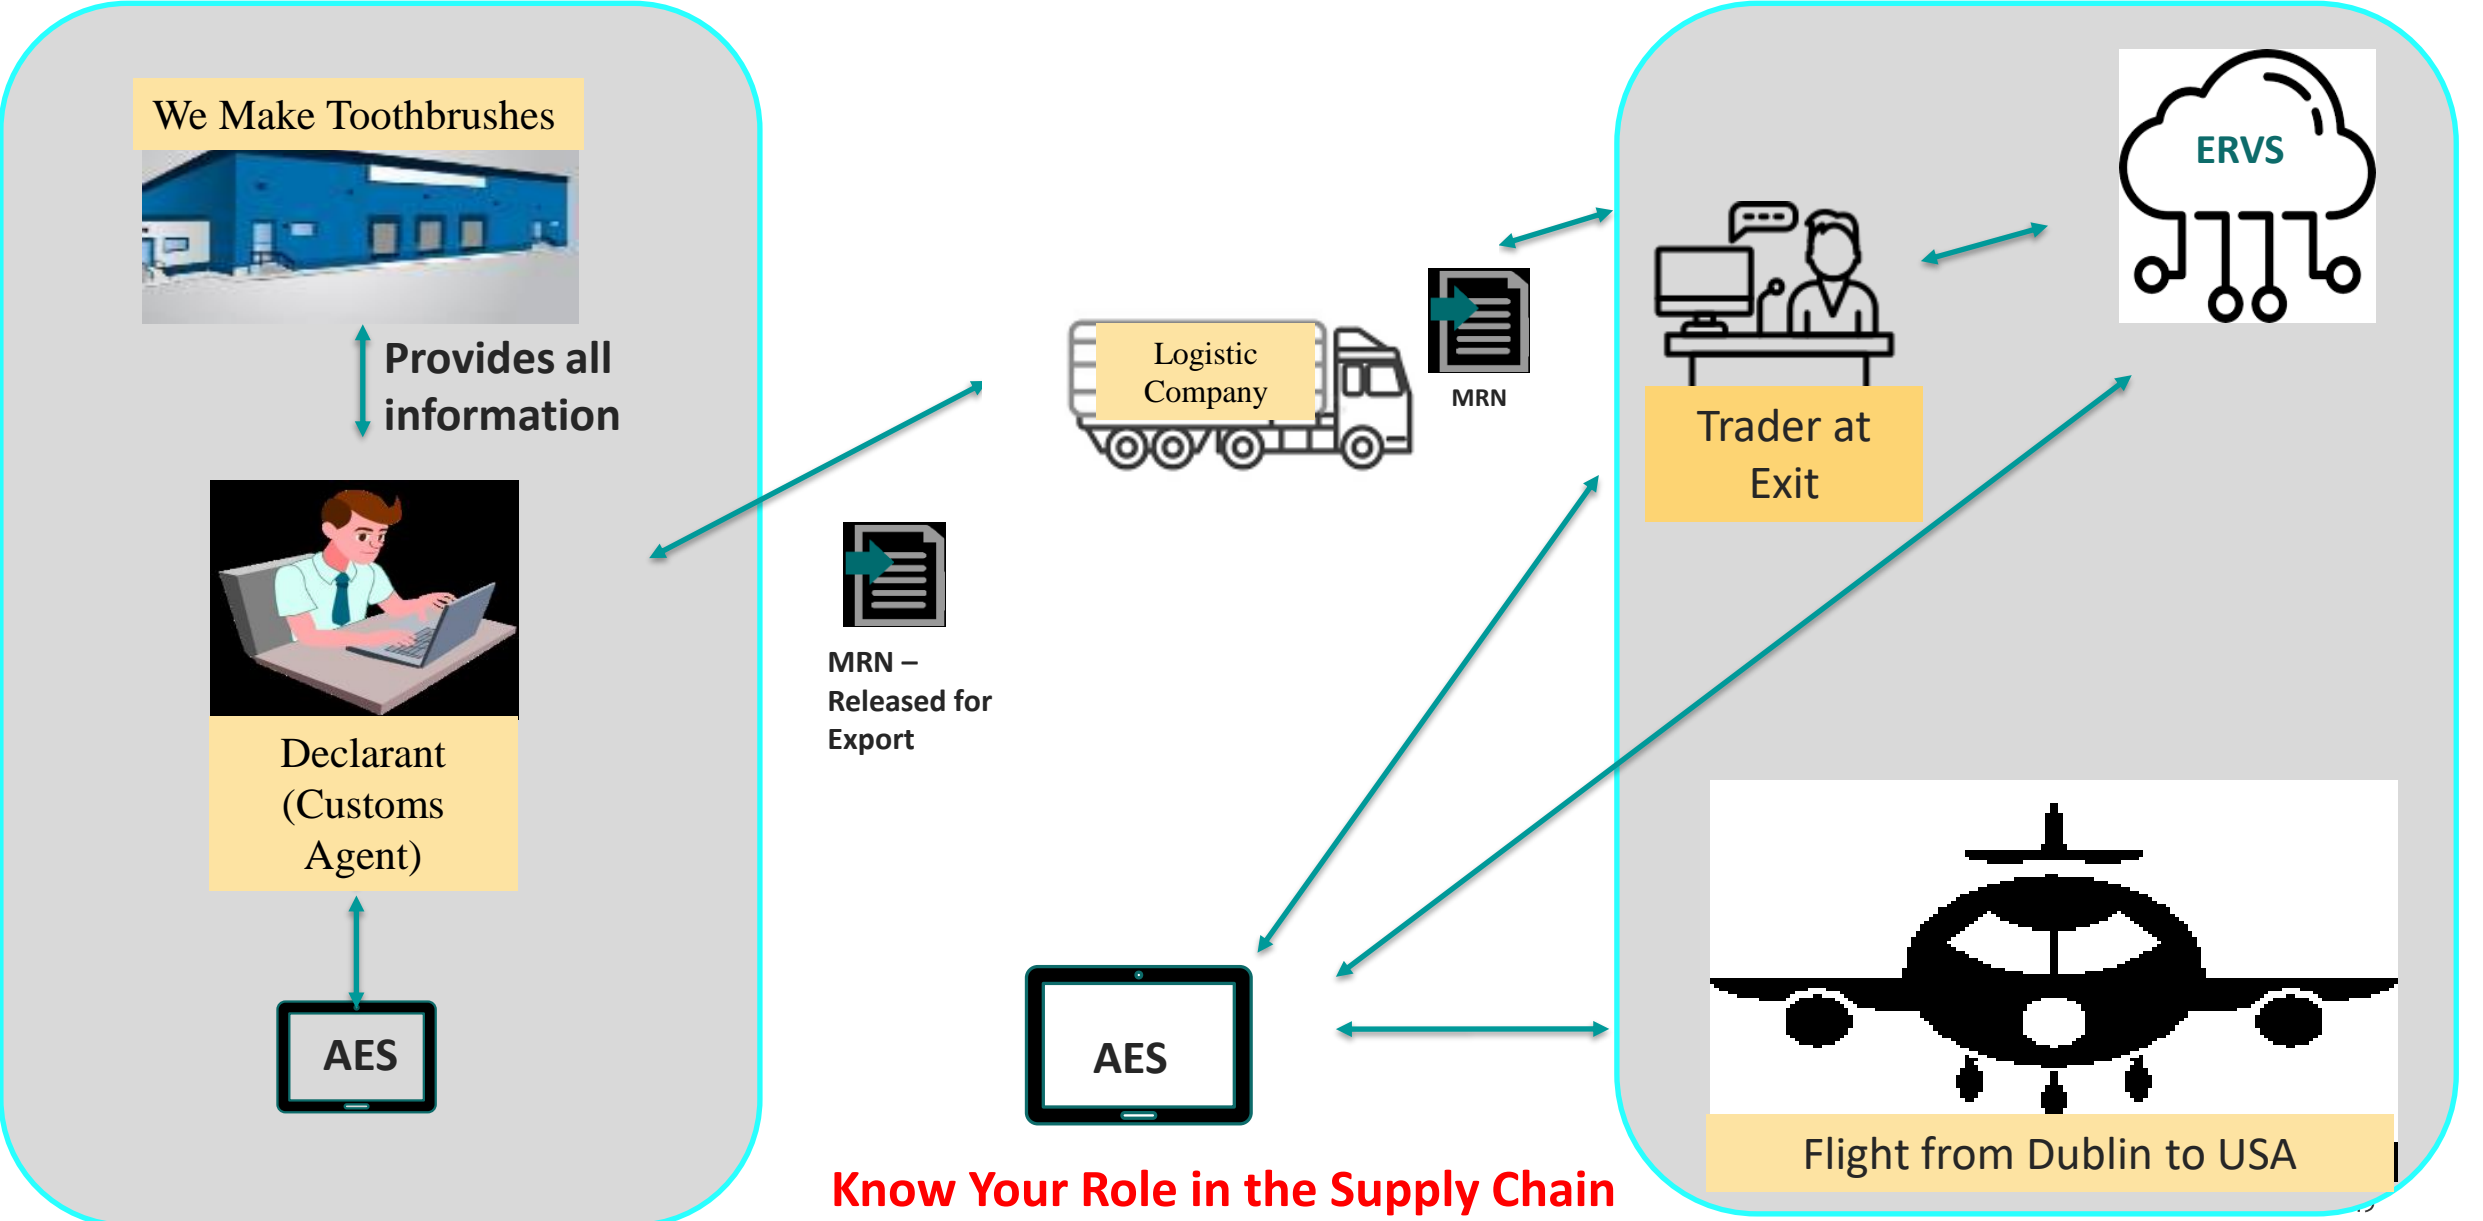 We Make Toothbrushes
Provides all
information
Declarant
(Customs
Agent)
AES
MRN –
Released for
Export
Logistic
Company
MRN
AES
Know Your Role in the Supply Chain
ERVS
Trader at
Exit
Flight from Dublin to USA